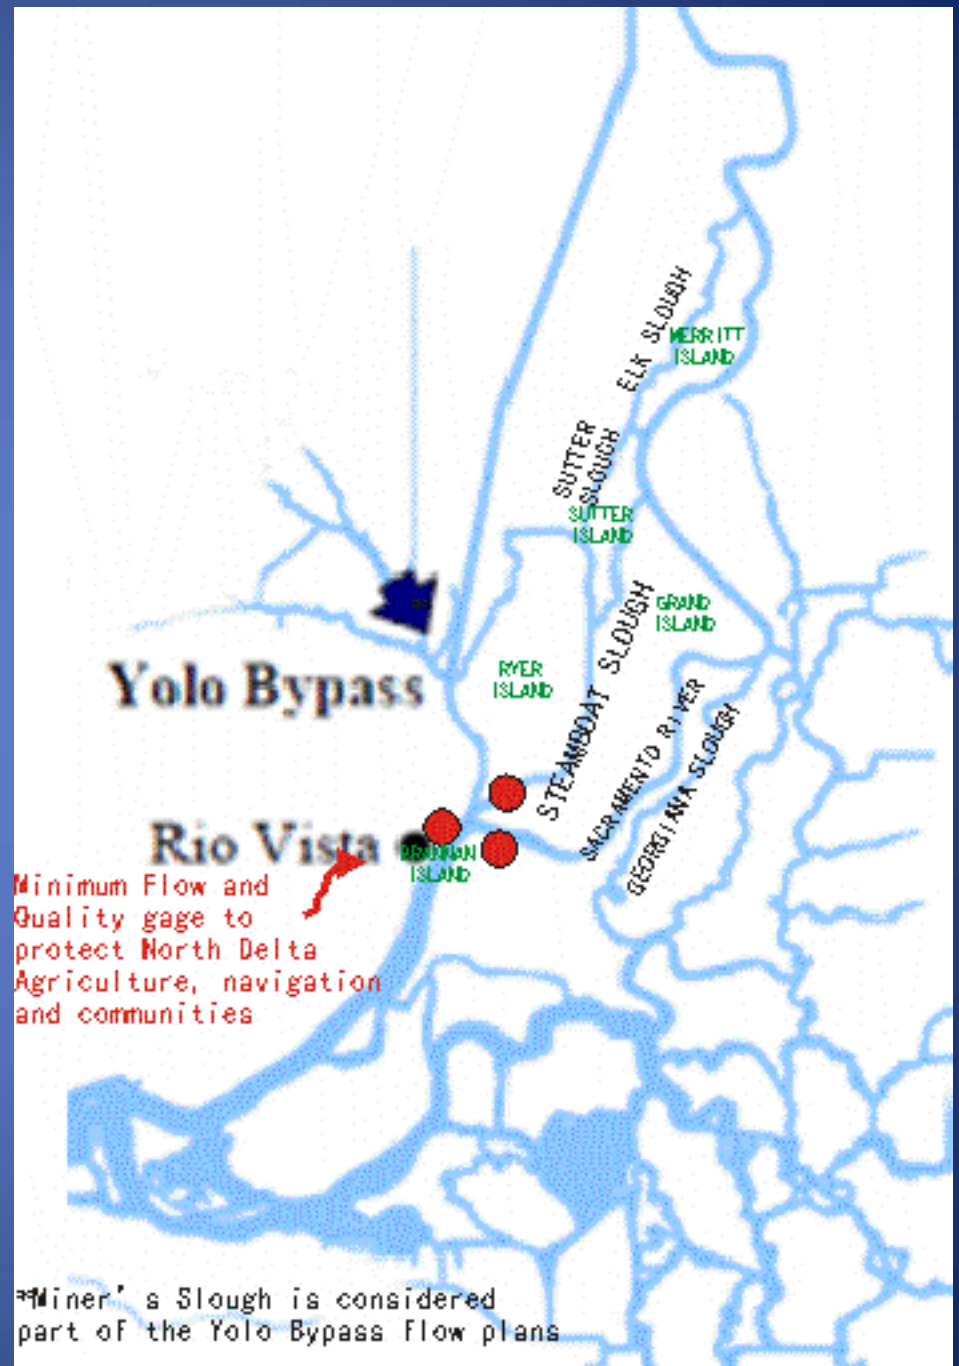 ELK SLOUGH
MERRITT
ISLAND
SUTTER
SLOUGH
SUTTER
ISLAND
GRAND
ISLAND
RYER
ISLAND
STEAMBOAT SLOUGH
SACRAMENTO RIVER
GEORGIANA SLOUGH
Yolo Bypass
Rio Vista
BRANNAN
ISLAND
Minimum Flow and
Quality gage to
protect North Delta
Agriculture, navigation
and communities
**Miner's Slough is considered
part of the Yolo Bypass Flow plans